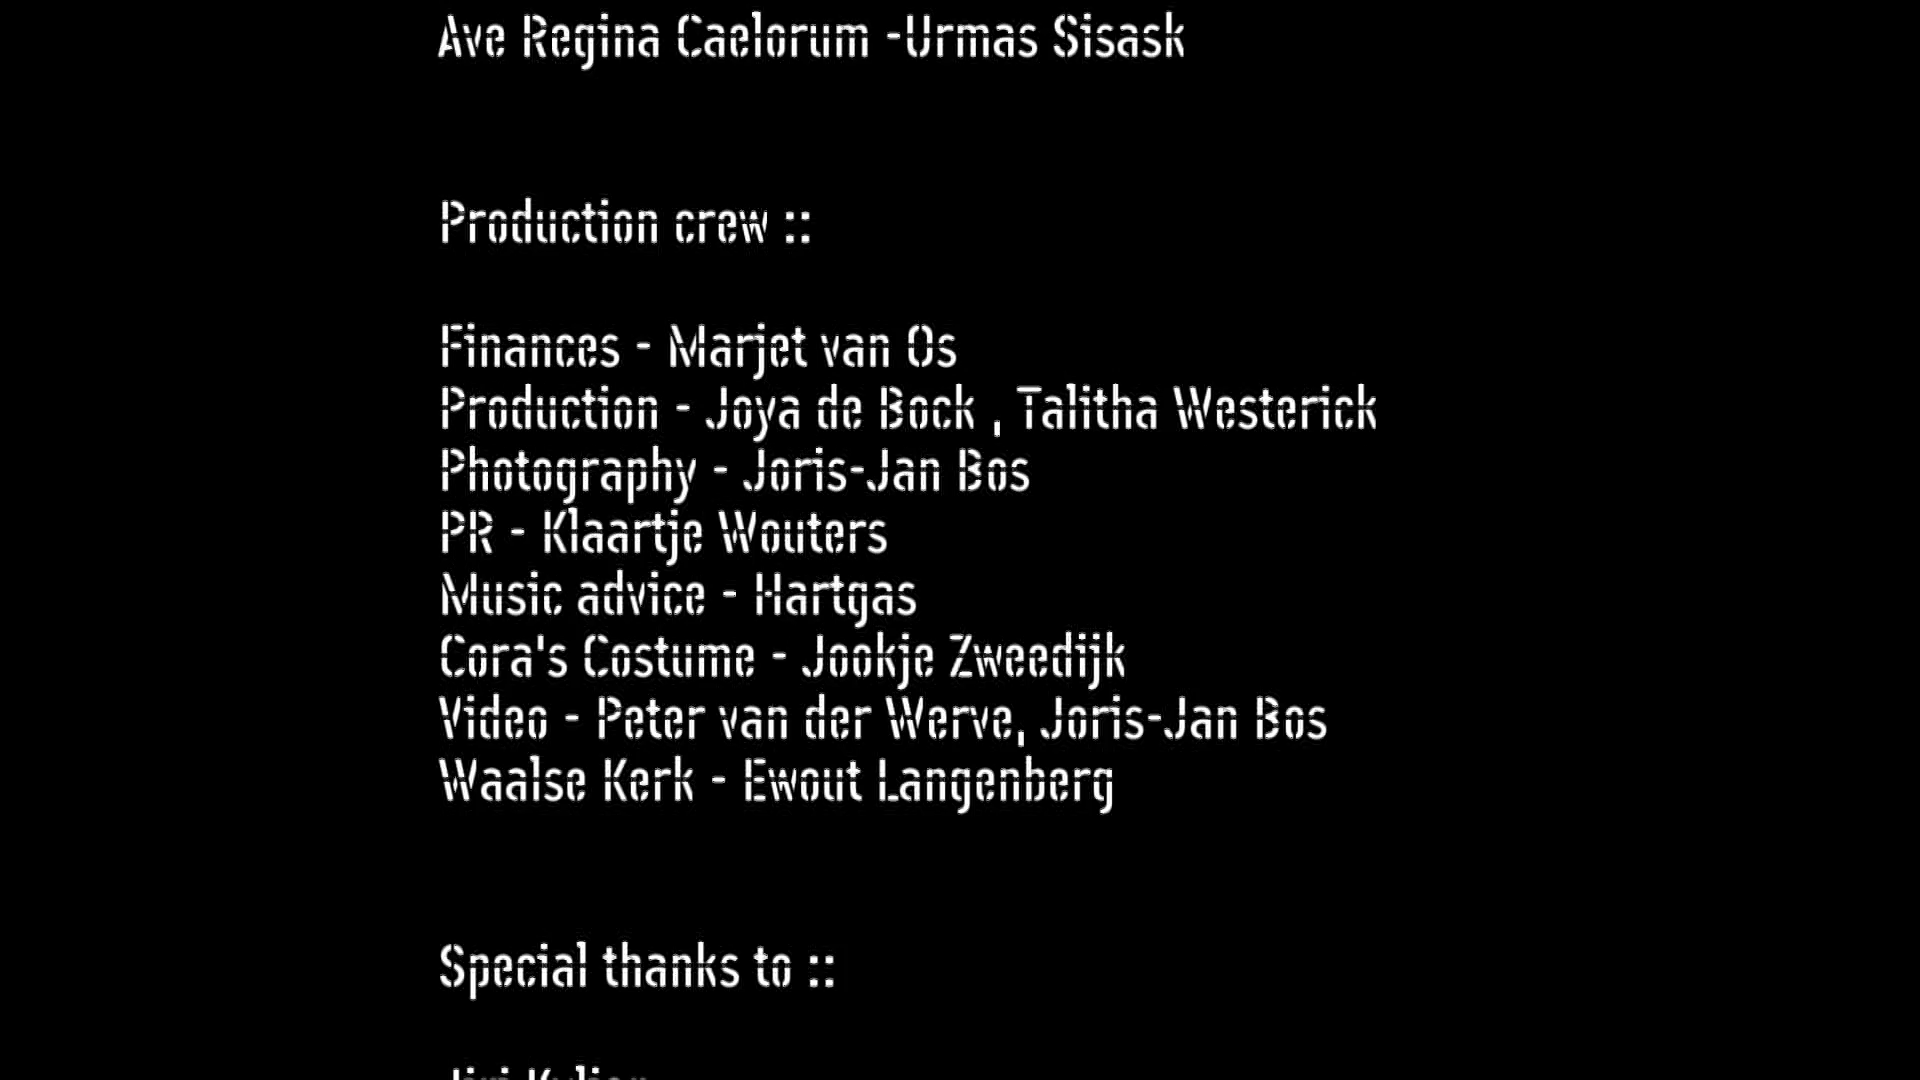 Ave Regina Caelorum -Urmas Sisask
Production crew ::
Finances - Marjet van Os
Production - Joya de Bock , Talitha Westerick
Photography - Joris-Jan Bos
PR - Klaartje Wouters
Music advice - Hartgas
Cora's Costume - Jookje Zweedijk
Video - Peter van der Werve, Joris-Jan Bos
Waalse Kerk - Ewout Langenberg
Special thanks to ::